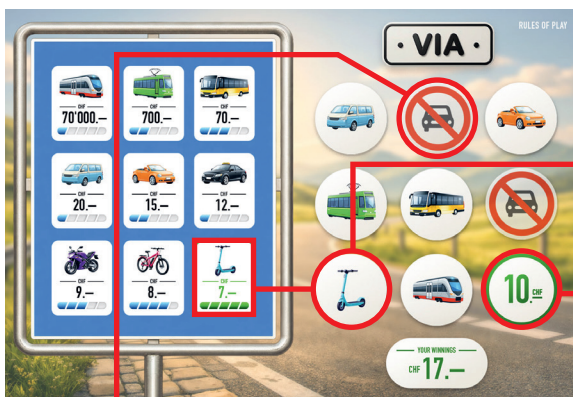 RULES OF PLAY
· VIA ·
CHF CHF CHF
70'000.— 700.— 70.—
CHF CHF CHF
20.— 15.— 12.—
CHF CHF CHF
9.— 8.— 7.—
10.CHF
YOUR WINNINGS
CHF 17.—